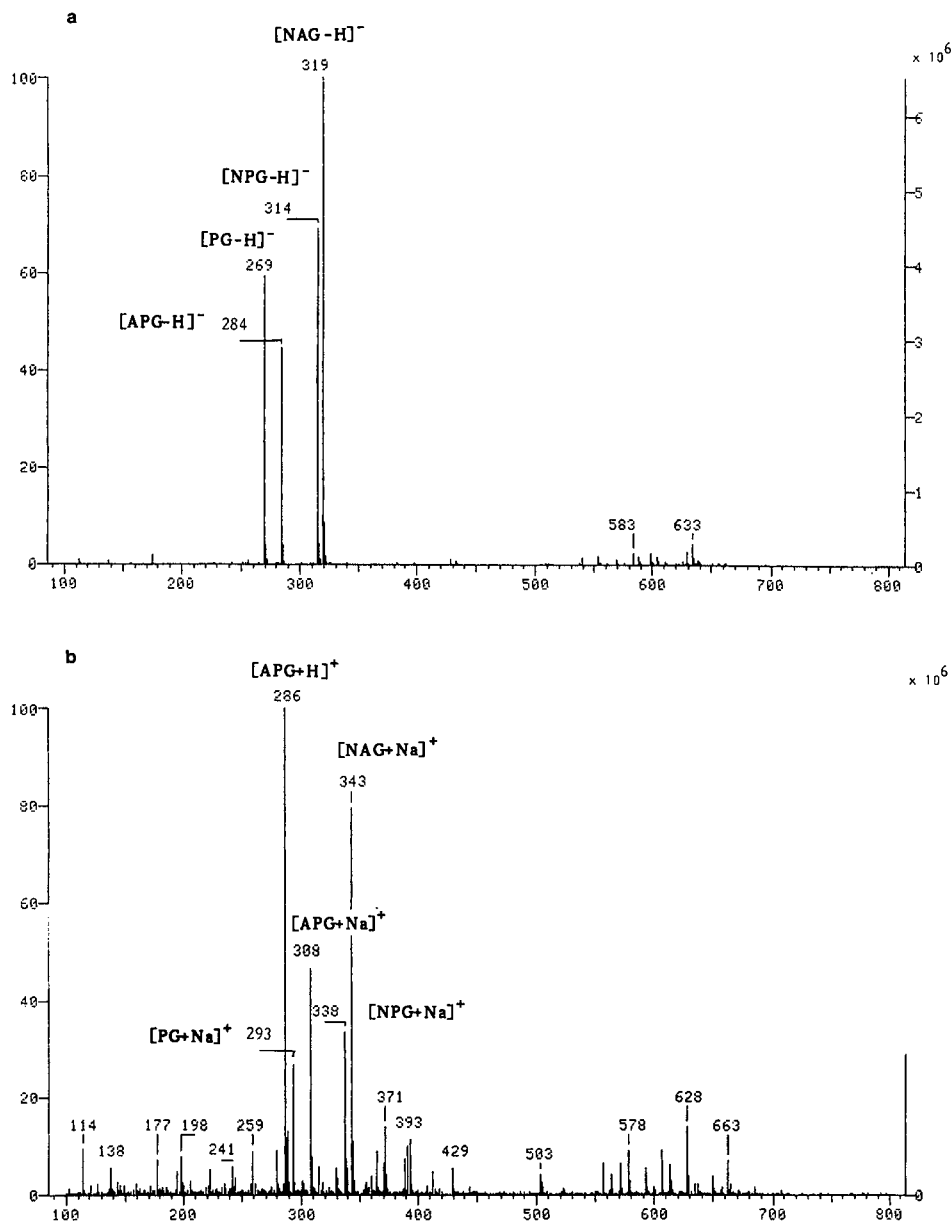 a
[NAG-H]⁻
319
× 10⁶
100
80
60
40
20
0
[NPG-H]⁻
314
[PG-H]⁻
269
[APG-H]⁻ 284
583 633
6
5
4
3
2
1
0
100 200 300 400 500 600 700 800
b
[APG+H]⁺
286
× 10⁶
100
80
60
40
20
0
[NAG+Na]⁺
343
[APG+Na]⁺
308
338 [NPG+Na]⁺
[PG+Na]⁺ 293
114 138 177 198 241 259
371 393 429 503 578 628 663
0
100 200 300 400 500 600 700 800